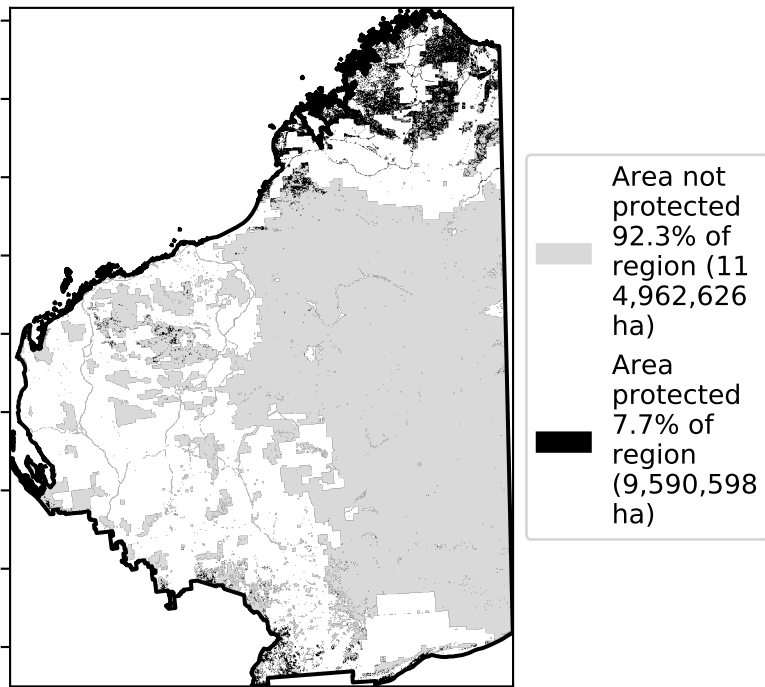 Area not
protected
92.3% of
region (11
4,962,626
ha)
Area
protected
7.7% of
region
(9,590,598
ha)